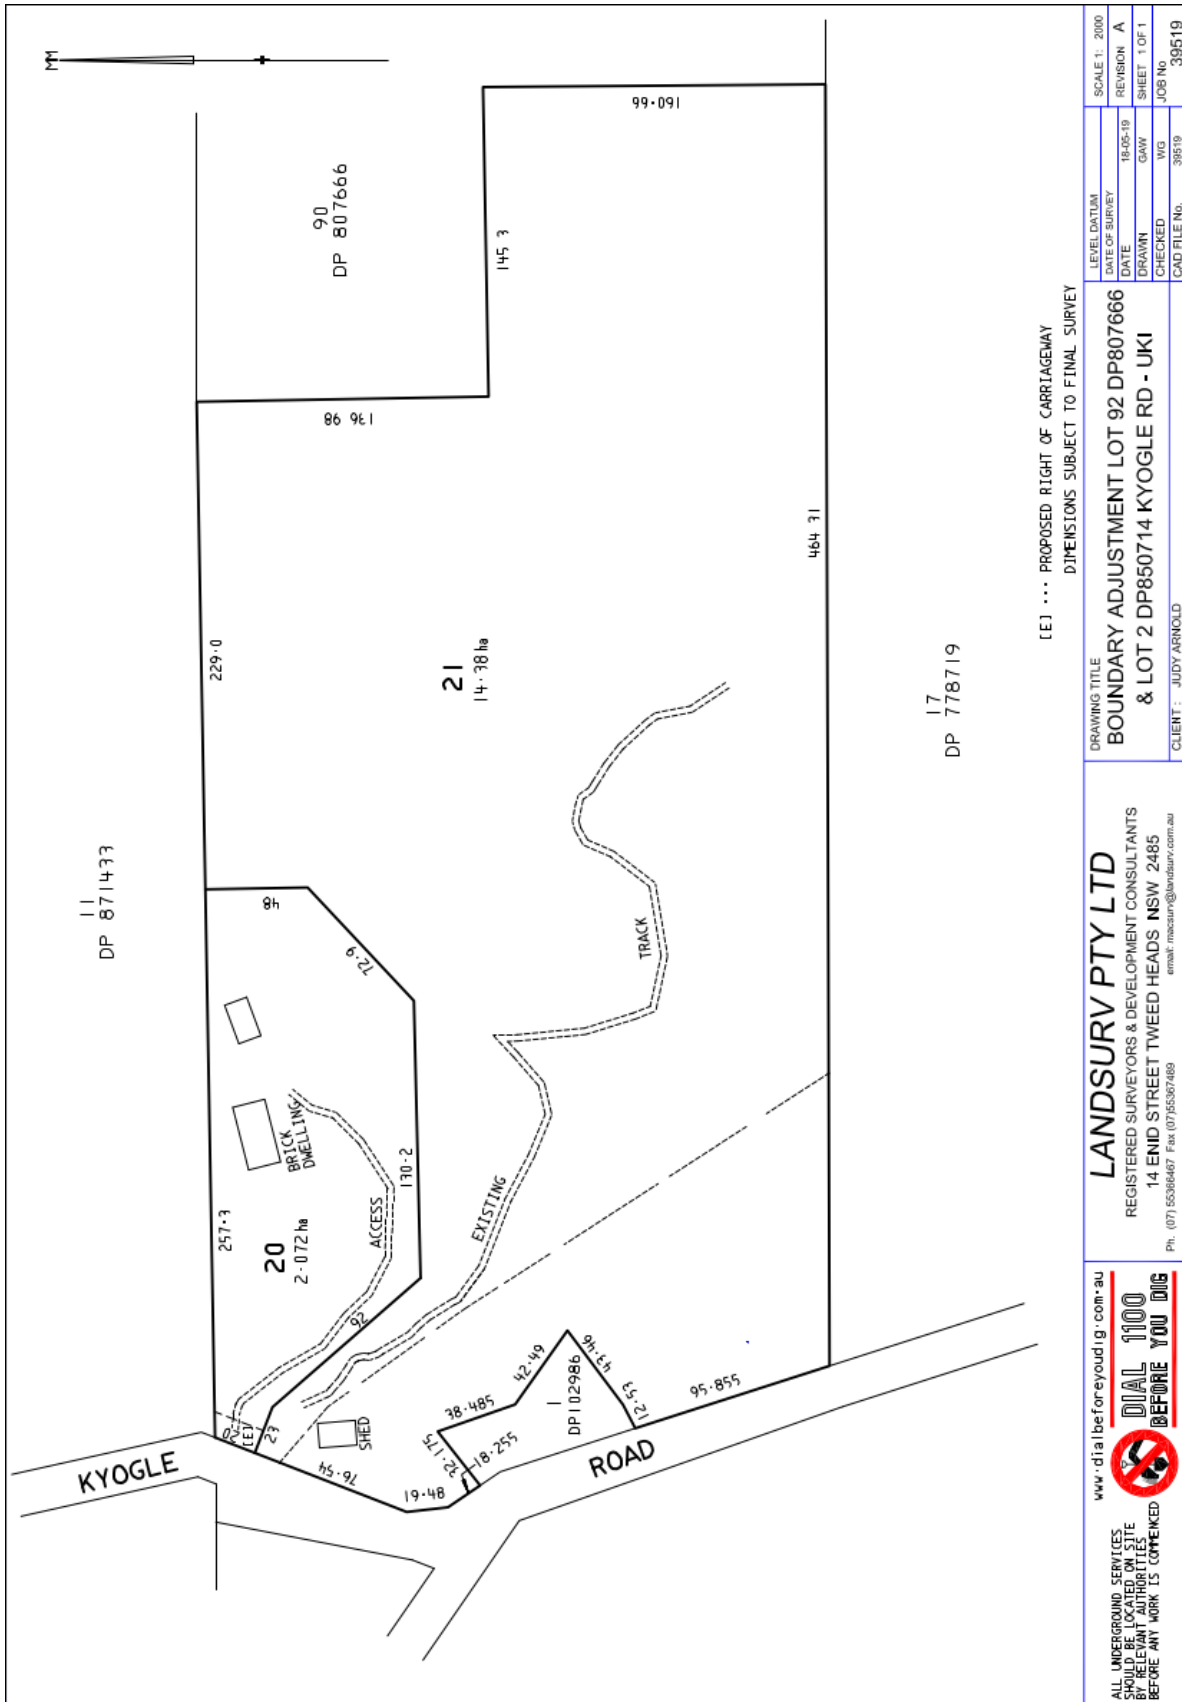 MM
11
DP 871433
90
DP 807666
KYOGLE
ROAD
257·3
229·0
136 98
145 3
160·66
464 31
20
2·072 ha
BRICK
DWELLING
ACCESS
48
72·9
130·2
92
23
20
[E]
21
14·38 ha
EXISTING
TRACK
SHED
76·54
19·48
32·175
18·255
38·485
42·49
1
DP102986
43·46
12·53
95·855
17
DP 778719
[E] --- PROPOSED RIGHT OF CARRIAGEWAY
DIMENSIONS SUBJECT TO FINAL SURVEY
ALL UNDERGROUND SERVICES
SHOULD BE LOCATED ON SITE
BY RELEVANT AUTHORITIES
BEFORE ANY WORK IS COMMENCED
www·dialbeforeyoudig·com·au
DIAL 1100
BEFORE YOU DIG
LANDSURV PTY LTD
REGISTERED SURVEYORS & DEVELOPMENT CONSULTANTS
14 ENID STREET TWEED HEADS NSW 2485
Ph. (07) 55366467 Fax (07)55367489 email: macsurv@landsurv.com.au
DRAWING TITLE
BOUNDARY ADJUSTMENT LOT 92 DP807666
& LOT 2 DP850714 KYOGLE RD - UKI
CLIENT : JUDY ARNOLD
LEVEL DATUM
DATE OF SURVEY
DATE 18-05-19
DRAWN GAW
CHECKED WG
CAD FILE No. 39519
SCALE 1: 2000
REVISION A
SHEET 1 OF 1
JOB No 39519